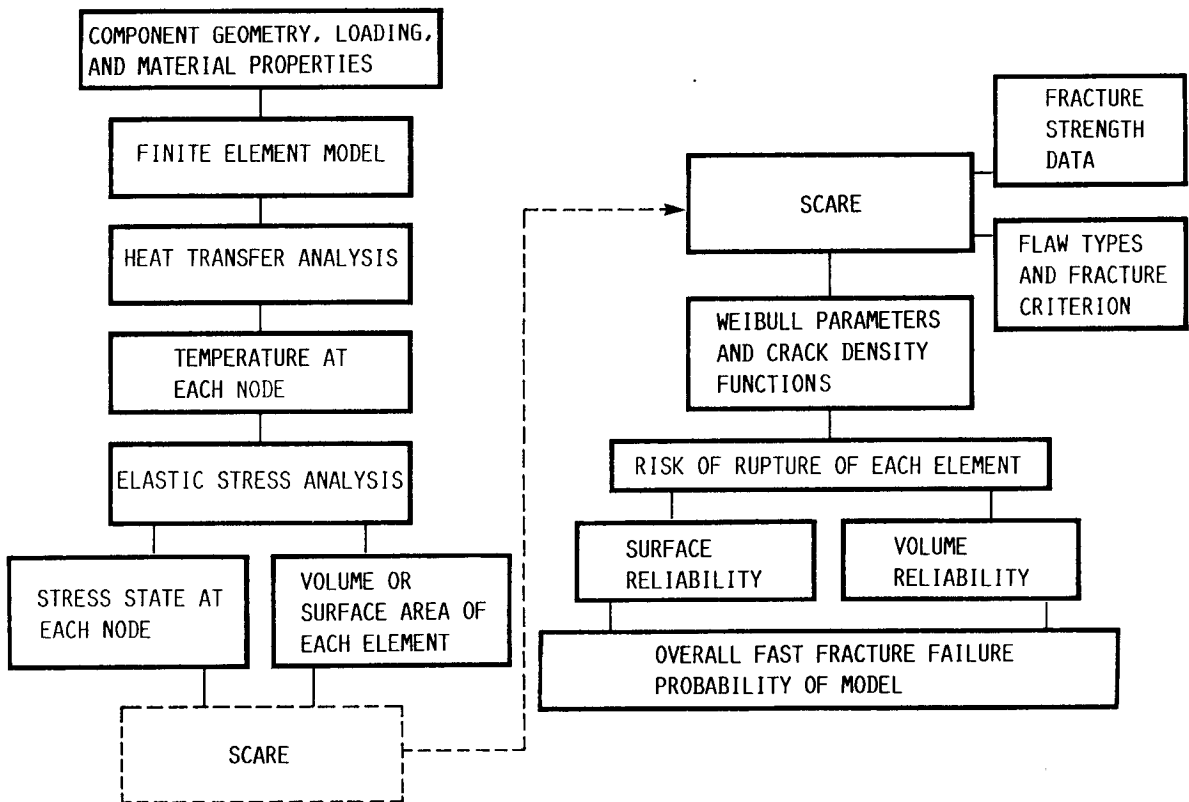 COMPONENT GEOMETRY, LOADING,
AND MATERIAL PROPERTIES
FINITE ELEMENT MODEL
HEAT TRANSFER ANALYSIS
TEMPERATURE AT
EACH NODE
ELASTIC STRESS ANALYSIS
STRESS STATE AT
EACH NODE
VOLUME OR
SURFACE AREA OF
EACH ELEMENT
SCARE
SCARE
FRACTURE
STRENGTH
DATA
FLAW TYPES
AND FRACTURE
CRITERION
WEIBULL PARAMETERS
AND CRACK DENSITY
FUNCTIONS
RISK OF RUPTURE OF EACH ELEMENT
SURFACE
RELIABILITY
VOLUME
RELIABILITY
OVERALL FAST FRACTURE FAILURE
PROBABILITY OF MODEL